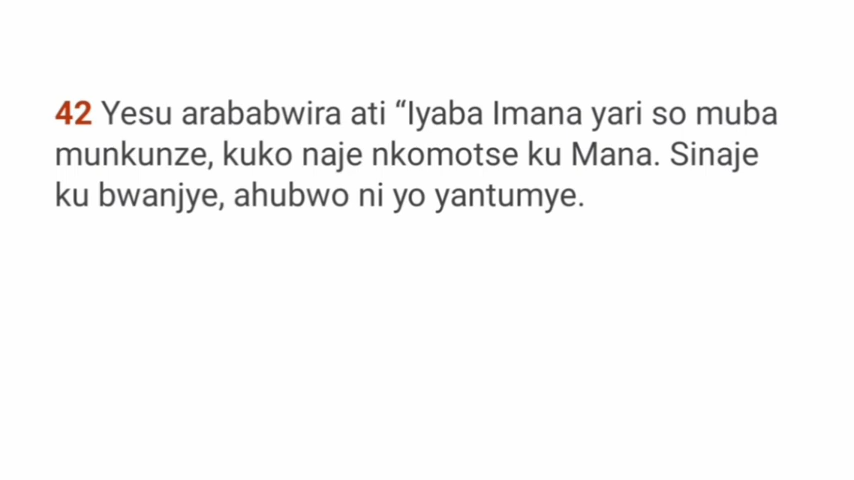 42 Yesu arababwira ati “Iyaba Imana yari so muba
munkunze, kuko naje nkomotse ku Mana. Sinaje
ku bwanjye, ahubwo ni yo yantumye.